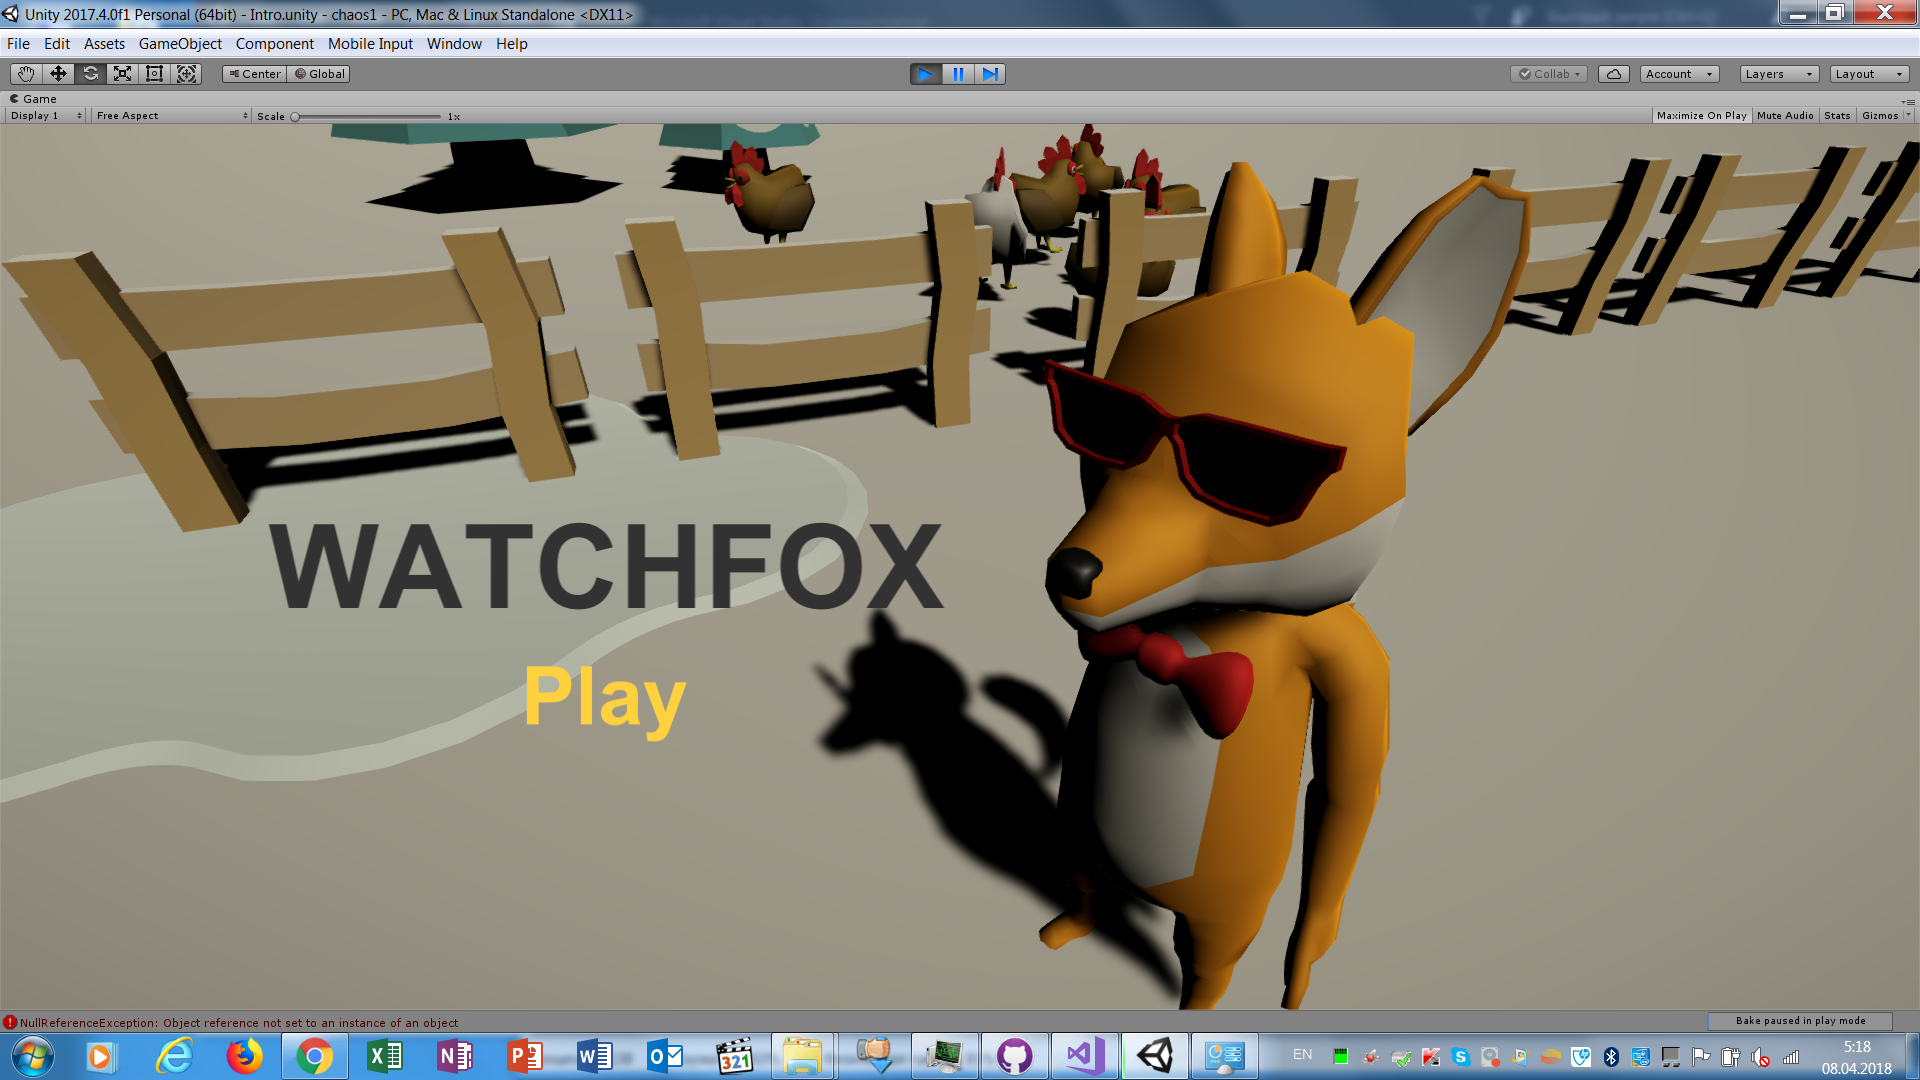 Unity 2017.4.0f1 Personal (64bit) - Intro.unity - chaos1 - PC, Mac & Linux Standalone <DX11>
File Edit Assets GameObject Component Mobile Input Window Help
Center Global Collab Account Layers Layout
Game
Display 1 Free Aspect Scale 1x Maximize On Play Mute Audio Stats Gizmos
WATCHFOX
Play
NullReferenceException: Object reference not set to an instance of an object
Bake paused in play mode
321
EN
5:18
08.04.2018